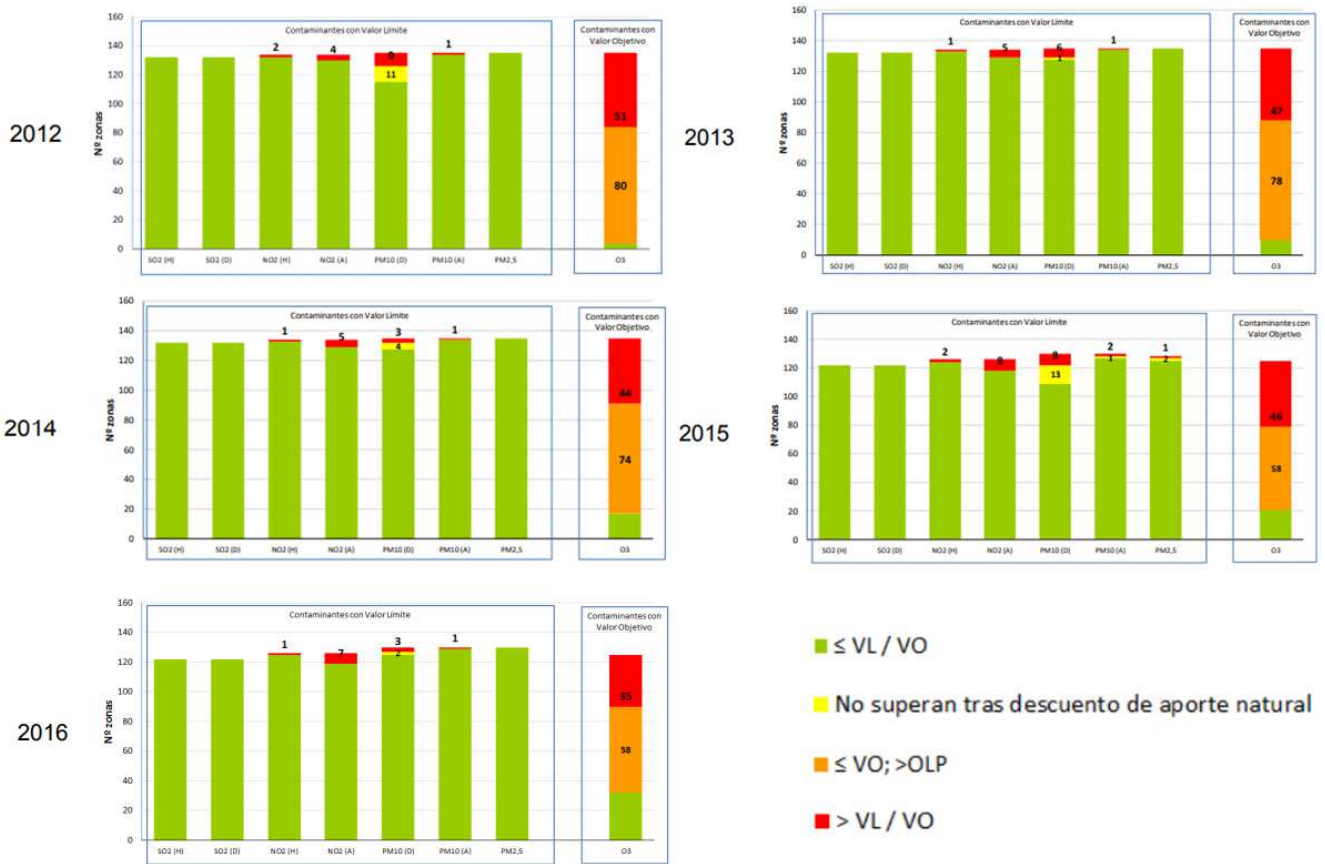 2012
Contaminantes con Valor Límite
Contaminantes con
Valor Objetivo
Nº zonas
160
140
120
100
80
60
40
20
0
2
4
9
11
1
51
80
SO2 (H)
SO2 (D)
NO2 (H)
NO2 (A)
PM10 (D)
PM10 (A)
PM2,5
O3
2013
Contaminantes con Valor Límite
Contaminantes con
Valor Objetivo
Nº zonas
160
140
120
100
80
60
40
20
0
1
5
6
1
1
47
78
SO2 (H)
SO2 (D)
NO2 (H)
NO2 (A)
PM10 (D)
PM10 (A)
PM2,5
O3
2014
Contaminantes con Valor Límite
Contaminantes con
Valor Objetivo
Nº zonas
160
140
120
100
80
60
40
20
0
1
5
3
4
1
44
74
SO2 (H)
SO2 (D)
NO2 (H)
NO2 (A)
PM10 (D)
PM10 (A)
PM2,5
O3
2015
Contaminantes con Valor Límite
Contaminantes con
Valor Objetivo
Nº zonas
160
140
120
100
80
60
40
20
0
2
8
8
13
2
1
1
2
46
58
SO2 (H)
SO2 (D)
NO2 (H)
NO2 (A)
PM10 (D)
PM10 (A)
PM2,5
O3
2016
Contaminantes con Valor Límite
Contaminantes con
Valor Objetivo
Nº zonas
160
140
120
100
80
60
40
20
0
1
7
3
2
1
35
58
SO2 (H)
SO2 (D)
NO2 (H)
NO2 (A)
PM10 (D)
PM10 (A)
PM2,5
O3
≤ VL / VO
No superan tras descuento de aporte natural
≤ VO; >OLP
> VL / VO